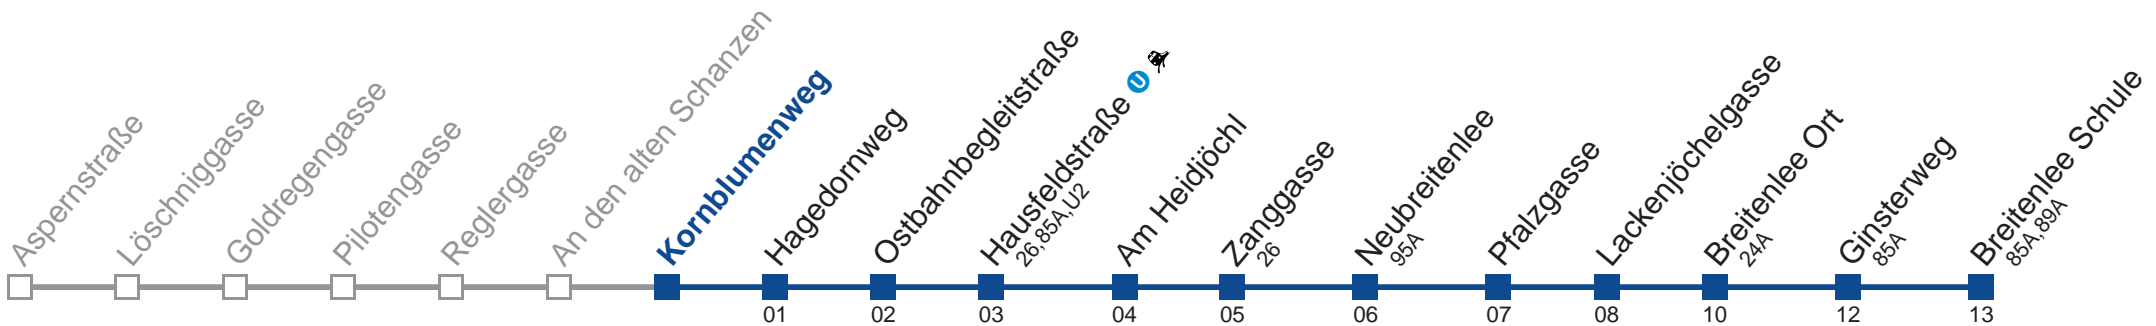 Aspernstraße
Löschniggasse
Goldregengasse
Pilotengasse
Reglergasse
An den alten Schanzen
Kornblumenweg
Hagedornweg
01
Ostbahnbegleitstraße
02
Hausfeldstraße U
26, 85A, U2
03
Am Heidjöchl
04
Zanggasse
26
05
Neubreitenlee
95A
06
Pfalzgasse
07
Lackenjöchelgasse
08
Breitenlee Ort
24A
10
Ginsterweg
85A
12
Breitenlee Schule
85A, 89A
13